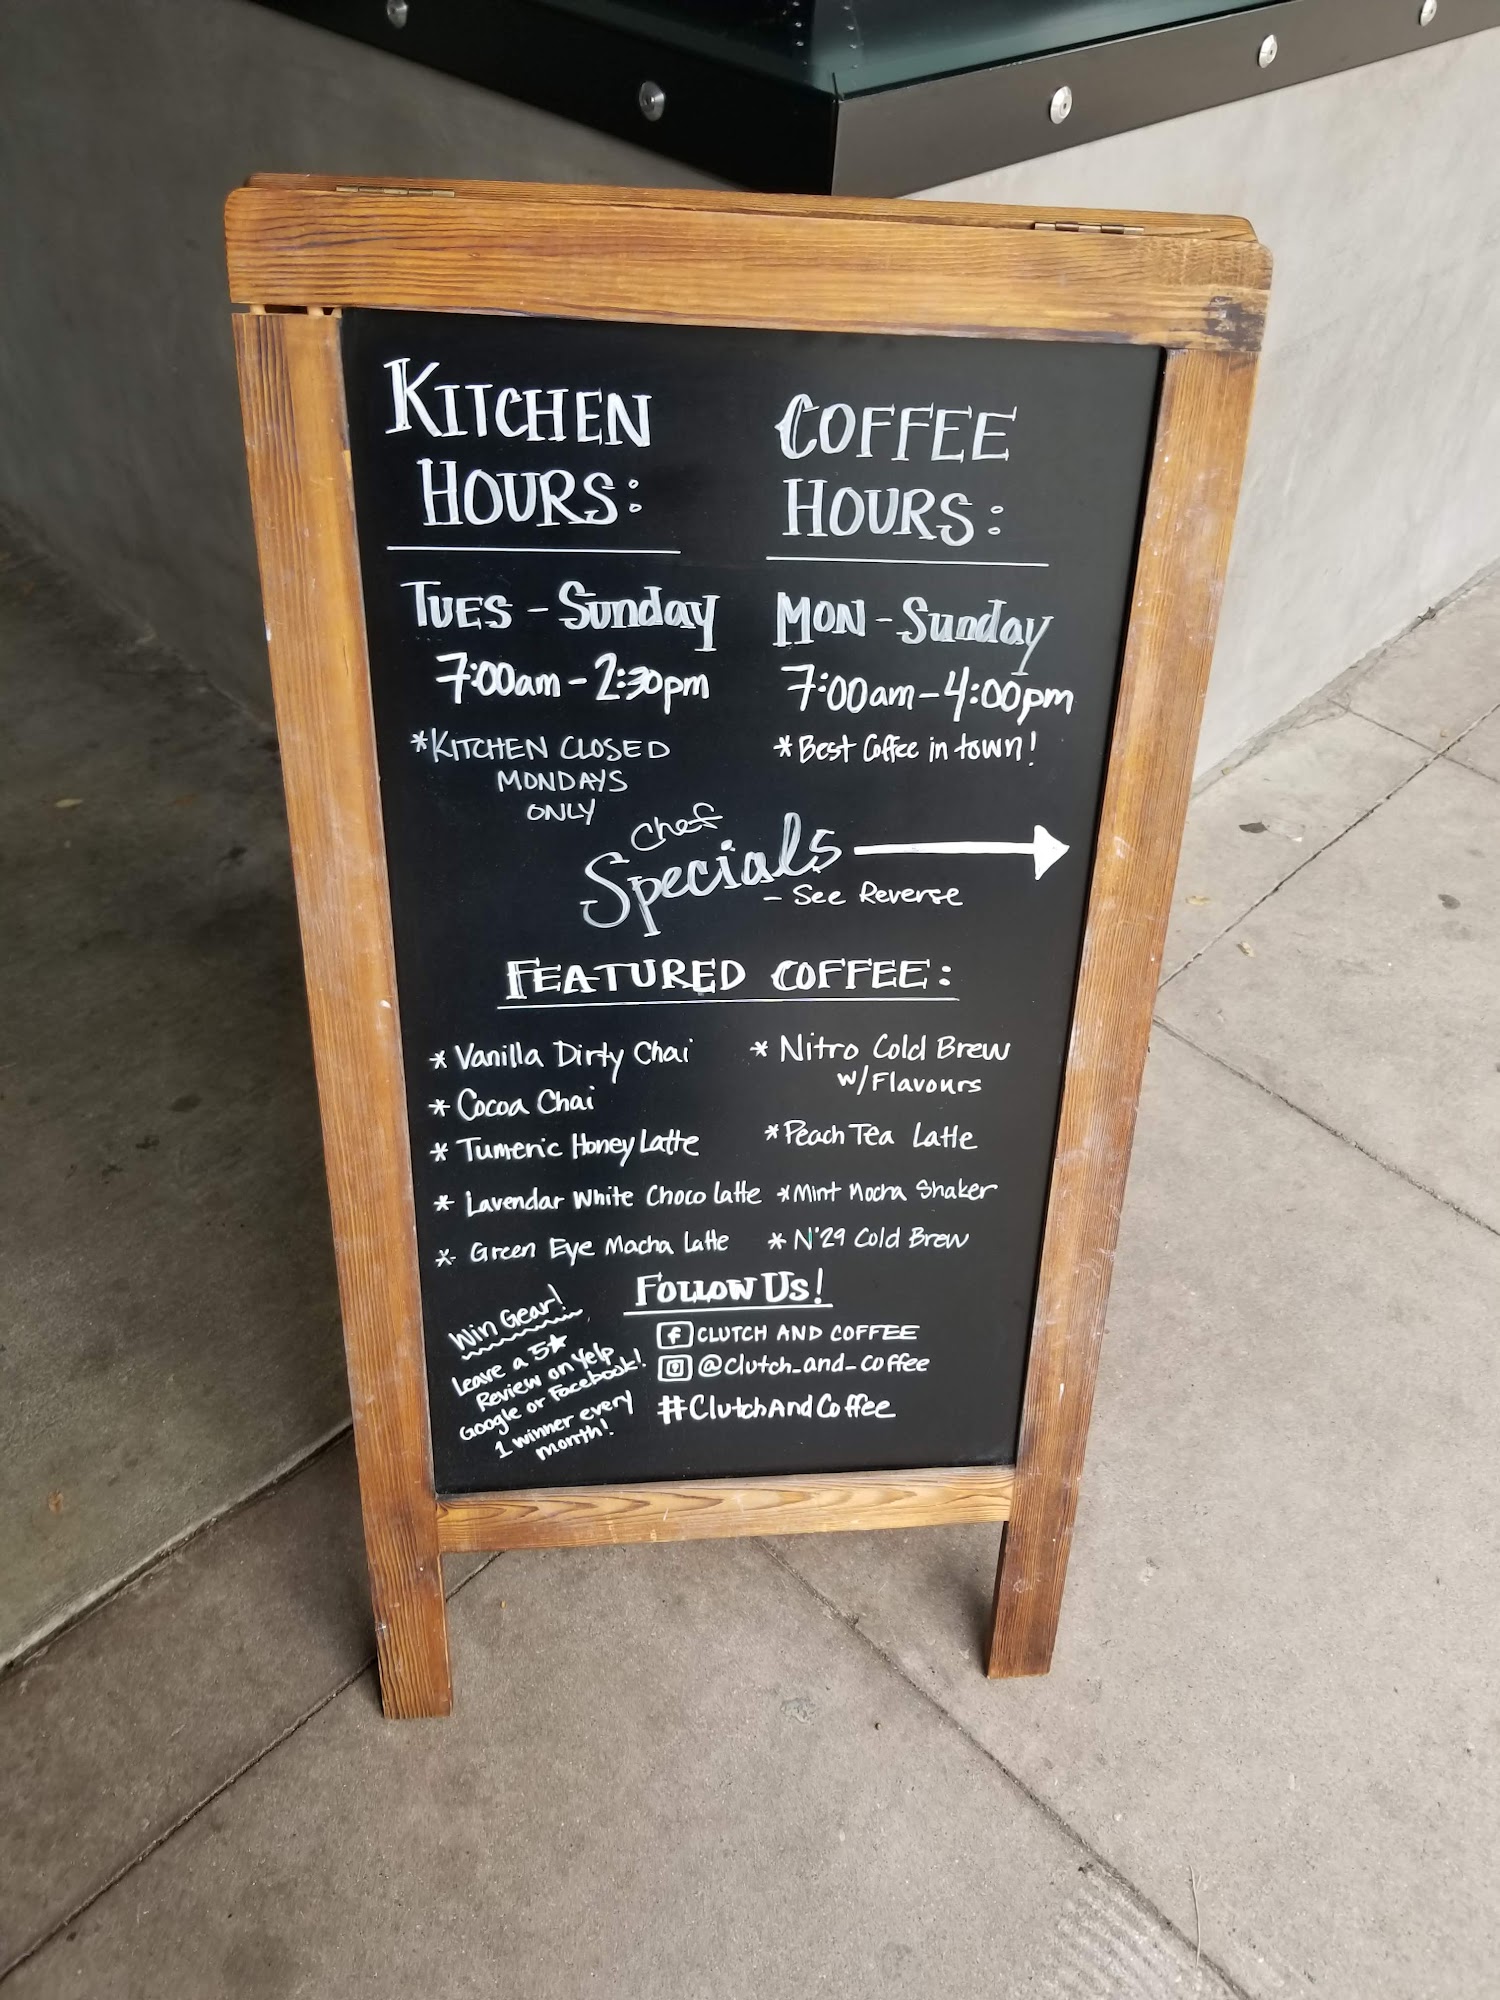 KITCHEN
HOURS:
TUES - Sunday
7:00am - 2:30pm
*KITCHEN CLOSED
MONDAYS
ONLY
COFFEE
HOURS:
MON - Sunday
7:00am - 4:00pm
*Best Coffee in town!
Chef
Specials
- See Reverse
FEATURED COFFEE:
* Vanilla Dirty Chai
* Cocoa Chai
* Tumeric Honey Latte
* Lavendar White Choco latte
* Green Eye Macha Latte
* Nitro Cold Brew
w/Flavours
*Peach Tea Latte
*Mint Mocha Shaker
* N'29 Cold Brew
Win Gear!
Leave a 5★
Review on Yelp
Google or Facebook!
1 winner every
month!
FOLLOW US!
f CLUTCH AND COFFEE
@clutch_and_coffee
#ClutchAndCoffee